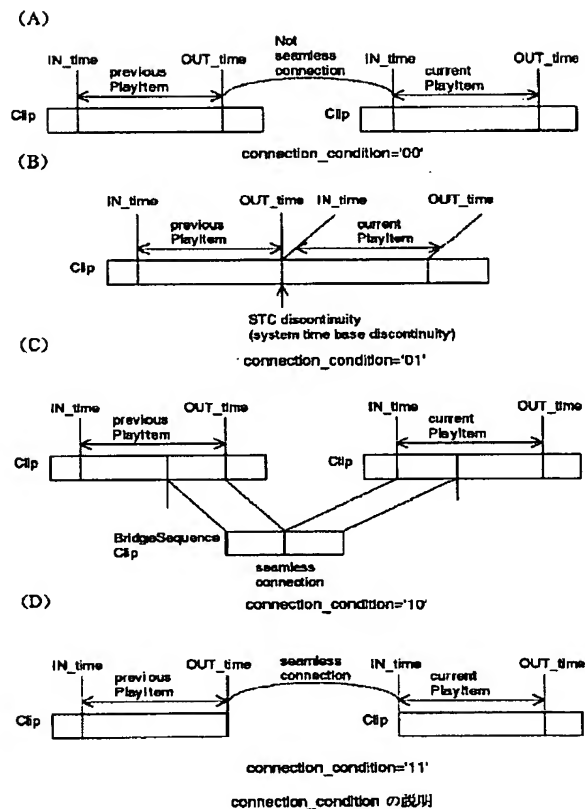 (A)
Not
seamless
connection
IN_time
previous
PlayItem
OUT_time
IN_time
current
PlayItem
OUT_time
Clip
Clip
connection_condition='00'
(B)
IN_time
previous
PlayItem
OUT_time
IN_time
current
PlayItem
OUT_time
Clip
STC discontinuity
(system time base discontinuity)
connection_condition='01'
(C)
IN_time
previous
PlayItem
OUT_time
IN_time
current
PlayItem
OUT_time
Clip
Clip
BridgeSequence
Clip
seamless
connection
connection_condition='10'
(D)
IN_time
previous
PlayItem
OUT_time
seamless
connection
IN_time
current
PlayItem
OUT_time
Clip
Clip
connection_condition='11'
connection_condition の説明